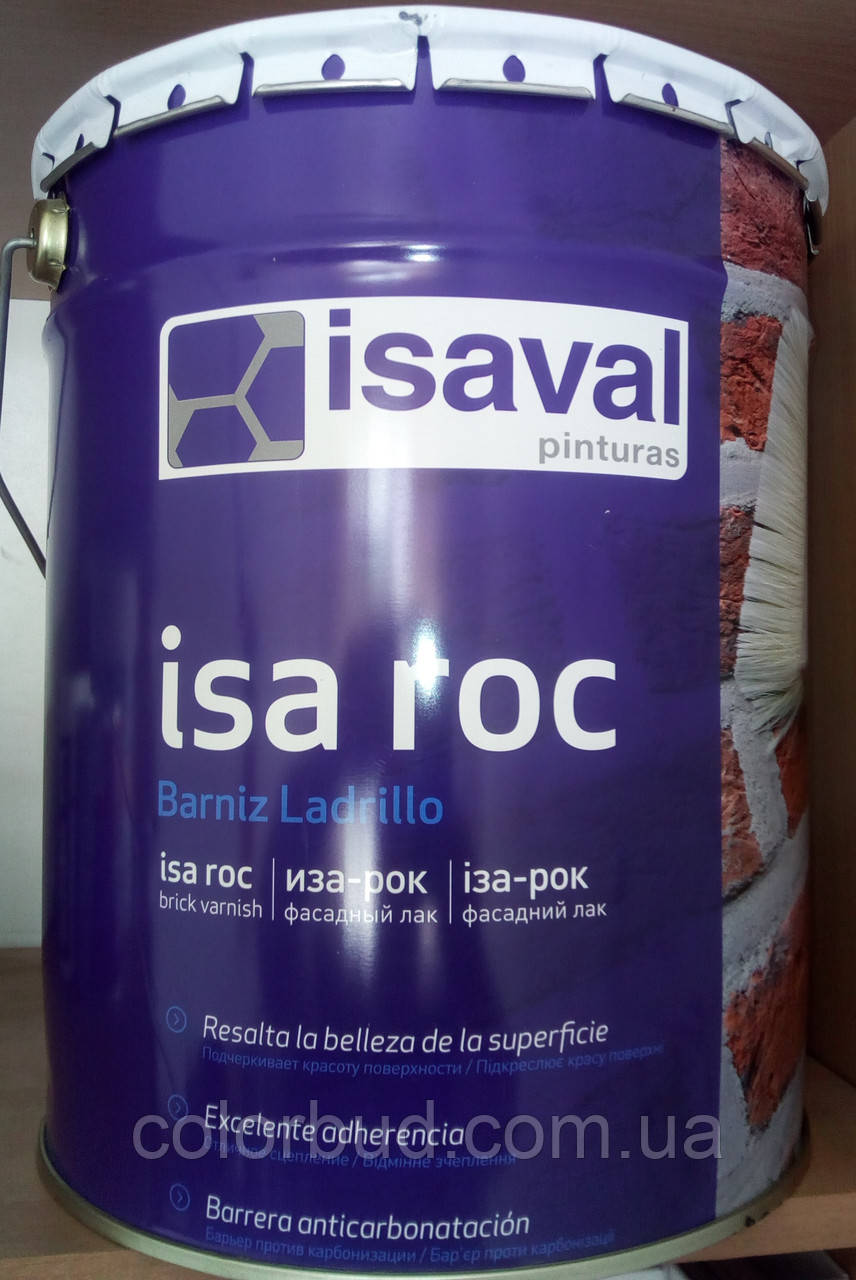 isaval
pinturas
isa roc
Barniz Ladrillo
isa roc
brick varnish
иза-рок
фасадный лак
іза-рок
фасадний лак
Resalta la belleza de la superficie
Подчеркивает красоту поверхности / Підкреслює красу поверхні
Excelente adherencia
Отличное сцепление / Відмінне зчеплення
colorbud.com.ua
Barrera anticarbonatación
Барьер против карбонизации / Бар'єр проти карбонізації